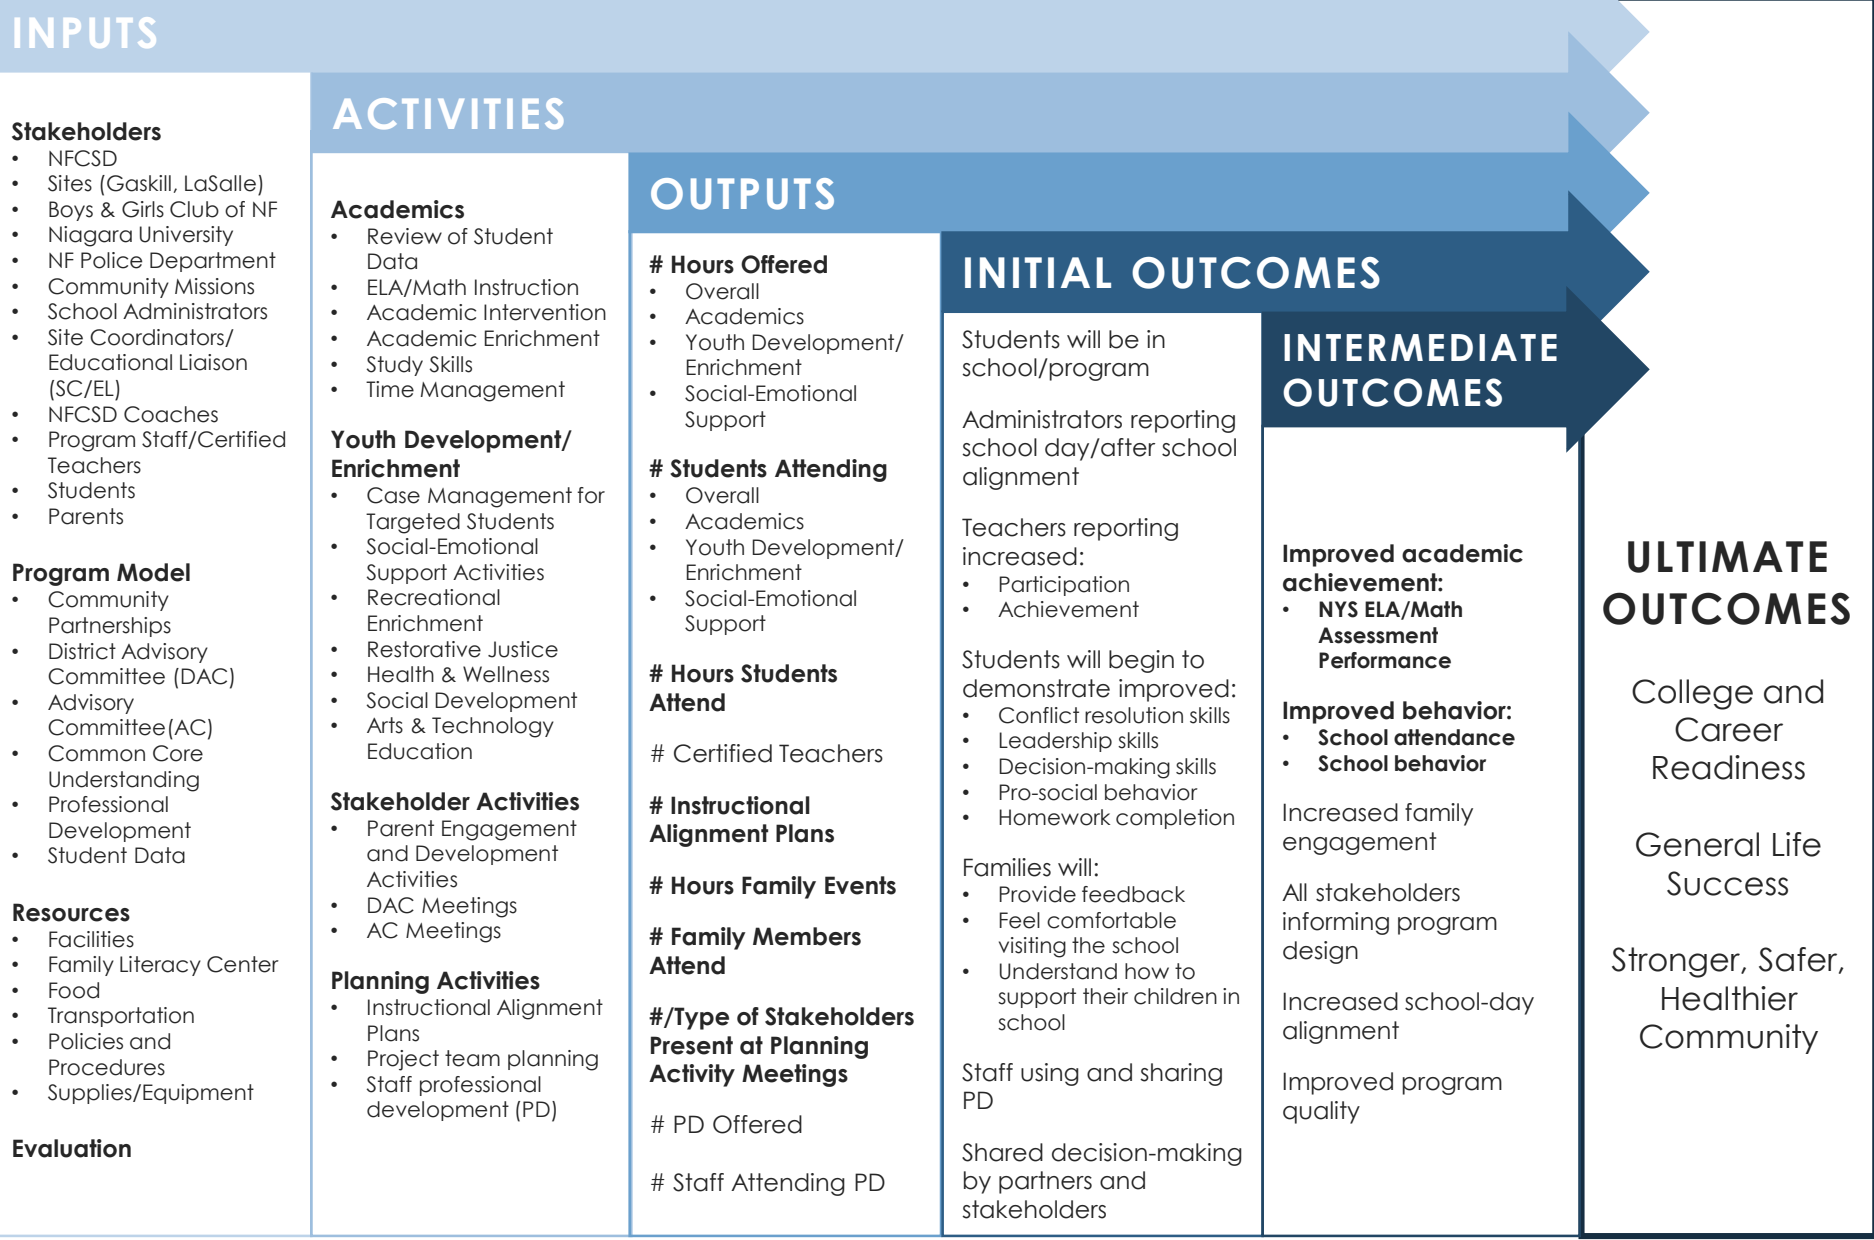 INPUTS
Stakeholders
• NFCSD
• Sites (Gaskill, LaSalle)
• Boys & Girls Club of NF
• Niagara University
• NF Police Department
• Community Missions
• School Administrators
• Site Coordinators/
Educational Liaison
(SC/EL)
• NFCSD Coaches
• Program Staff/Certified
Teachers
• Students
• Parents
Program Model
• Community
Partnerships
• District Advisory
Committee (DAC)
• Advisory
Committee(AC)
• Common Core
Understanding
• Professional
Development
• Student Data
Resources
• Facilities
• Family Literacy Center
• Food
• Transportation
• Policies and
Procedures
• Supplies/Equipment
Evaluation
ACTIVITIES
Academics
• Review of Student
Data
• ELA/Math Instruction
• Academic Intervention
• Academic Enrichment
• Study Skills
• Time Management
Youth Development/
Enrichment
• Case Management for
Targeted Students
• Social-Emotional
Support Activities
• Recreational
Enrichment
• Restorative Justice
• Health & Wellness
• Social Development
• Arts & Technology
Education
Stakeholder Activities
• Parent Engagement
and Development
Activities
• DAC Meetings
• AC Meetings
Planning Activities
• Instructional Alignment
Plans
• Project team planning
• Staff professional
development (PD)
OUTPUTS
# Hours Offered
• Overall
• Academics
• Youth Development/
Enrichment
• Social-Emotional
Support
# Students Attending
• Overall
• Academics
• Youth Development/
Enrichment
• Social-Emotional
Support
# Hours Students
Attend
# Certified Teachers
# Instructional
Alignment Plans
# Hours Family Events
# Family Members
Attend
#/Type of Stakeholders
Present at Planning
Activity Meetings
# PD Offered
# Staff Attending PD
INITIAL OUTCOMES
Students will be in
school/program
Administrators reporting
school day/after school
alignment
Teachers reporting
increased:
• Participation
• Achievement
Students will begin to
demonstrate improved:
• Conflict resolution skills
• Leadership skills
• Decision-making skills
• Pro-social behavior
• Homework completion
Families will:
• Provide feedback
• Feel comfortable
visiting the school
• Understand how to
support their children in
school
Staff using and sharing
PD
Shared decision-making
by partners and
stakeholders
INTERMEDIATE
OUTCOMES
Improved academic
achievement:
• NYS ELA/Math
Assessment
Performance
Improved behavior:
• School attendance
• School behavior
Increased family
engagement
All stakeholders
informing program
design
Increased school-day
alignment
Improved program
quality
ULTIMATE
OUTCOMES
College and
Career
Readiness
General Life
Success
Stronger, Safer,
Healthier
Community